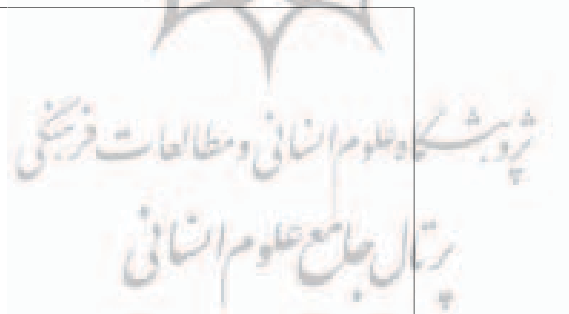 پژوهشگاه علوم انسانی و مطالعات فرهنگی
پرتال جامع علوم انسانی